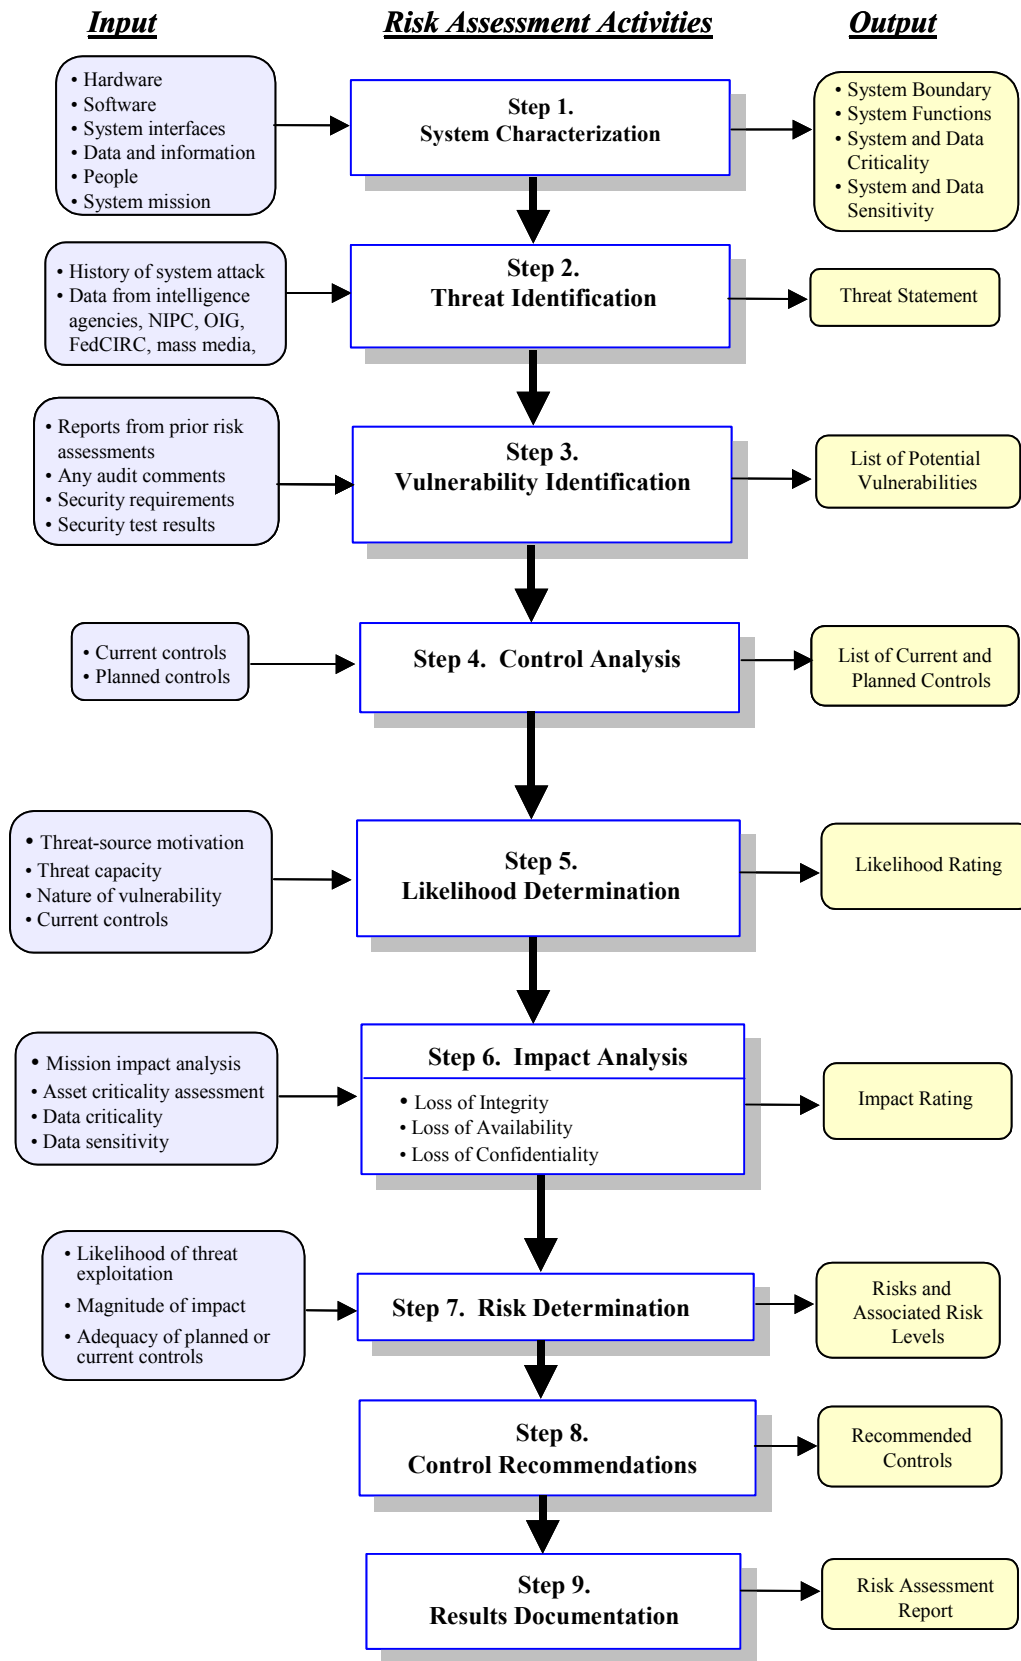 Input
Risk Assessment Activities
Output
• Hardware
• Software
• System interfaces
• Data and information
• People
• System mission
Step 1.
System Characterization
• System Boundary
• System Functions
• System and Data
Criticality
• System and Data
Sensitivity
• History of system attack
• Data from intelligence
agencies, NIPC, OIG,
FedCIRC, mass media,
Step 2.
Threat Identification
Threat Statement
• Reports from prior risk
assessments
• Any audit comments
• Security requirements
• Security test results
Step 3.
Vulnerability Identification
List of Potential
Vulnerabilities
• Current controls
• Planned controls
Step 4. Control Analysis
List of Current and
Planned Controls
• Threat-source motivation
• Threat capacity
• Nature of vulnerability
• Current controls
Step 5.
Likelihood Determination
Likelihood Rating
• Mission impact analysis
• Asset criticality assessment
• Data criticality
• Data sensitivity
Step 6. Impact Analysis
• Loss of Integrity
• Loss of Availability
• Loss of Confidentiality
Impact Rating
• Likelihood of threat
exploitation
• Magnitude of impact
• Adequacy of planned or
current controls
Step 7. Risk Determination
Risks and
Associated Risk
Levels
Step 8.
Control Recommendations
Recommended
Controls
Step 9.
Results Documentation
Risk Assessment
Report